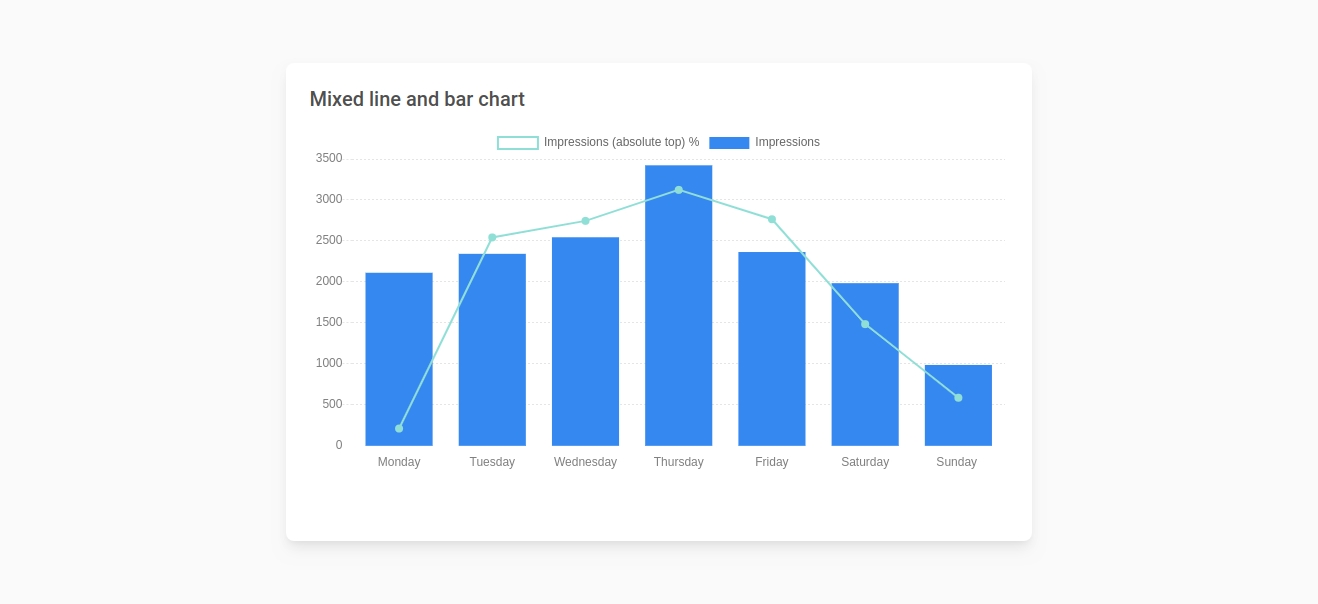 Mixed line and bar chart
Impressions (absolute top) % Impressions
3500
3000
2500
2000
1500
1000
500
0
Monday Tuesday Wednesday Thursday Friday Saturday Sunday